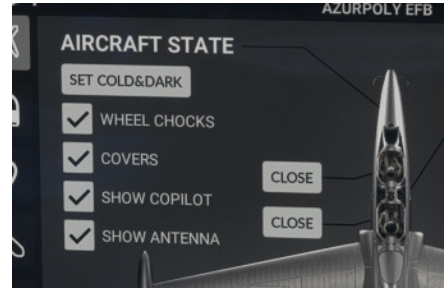 AZURPOLY EFB
AIRCRAFT STATE
SET COLD&DARK
WHEEL CHOCKS
COVERS
CLOSE
SHOW COPILOT
CLOSE
SHOW ANTENNA